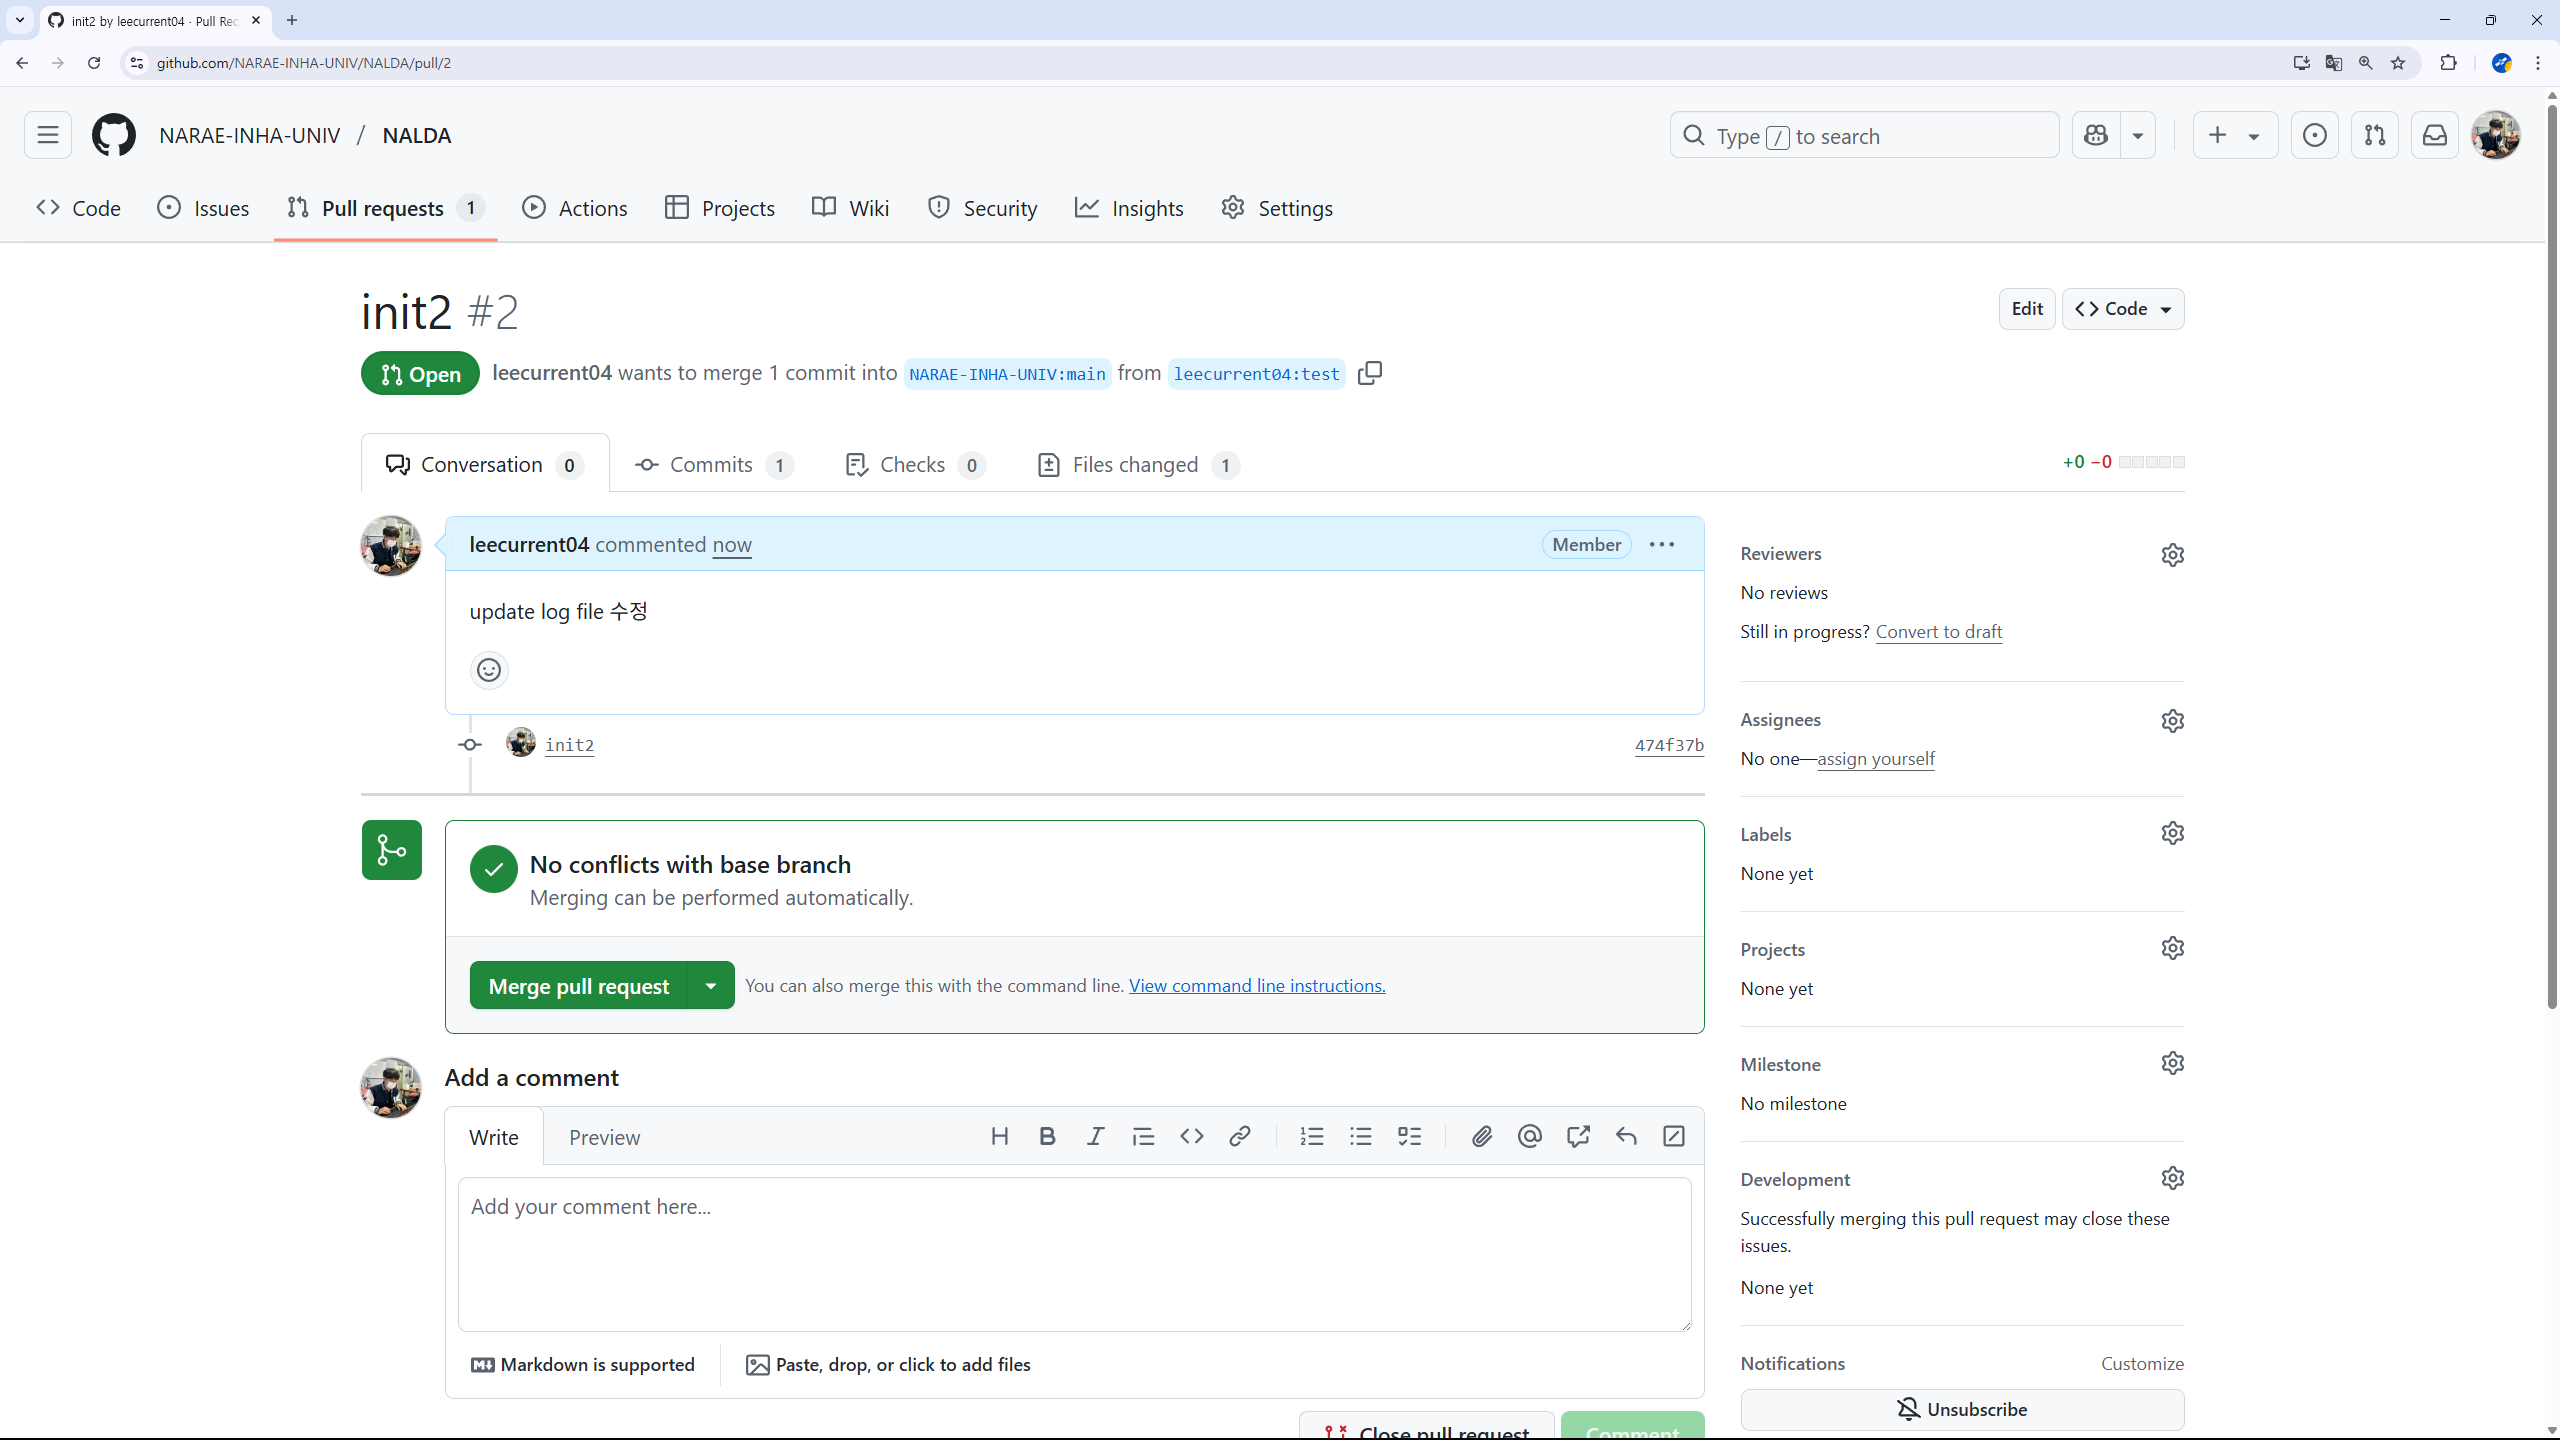 init2 by leecurrent04 · Pull Req
github.com/NARAE-INHA-UNIV/NALDA/pull/2
NARAE-INHA-UNIV / NALDA
Type / to search
Code
Issues
Pull requests 1
Actions
Projects
Wiki
Security
Insights
Settings
init2 #2
Edit
Code
Open
leecurrent04 wants to merge 1 commit into NARAE-INHA-UNIV:main from leecurrent04:test
Conversation 0
Commits 1
Checks 0
Files changed 1
+0 −0
leecurrent04 commented now
Member
update log file 수정
init2
474f37b
No conflicts with base branch
Merging can be performed automatically.
Merge pull request
You can also merge this with the command line. View command line instructions.
Add a comment
Write
Preview
Add your comment here...
Markdown is supported
Paste, drop, or click to add files
Close pull request
Comment
Reviewers
No reviews
Still in progress? Convert to draft
Assignees
No one—assign yourself
Labels
None yet
Projects
None yet
Milestone
No milestone
Development
Successfully merging this pull request may close these
issues.
None yet
Notifications
Customize
Unsubscribe